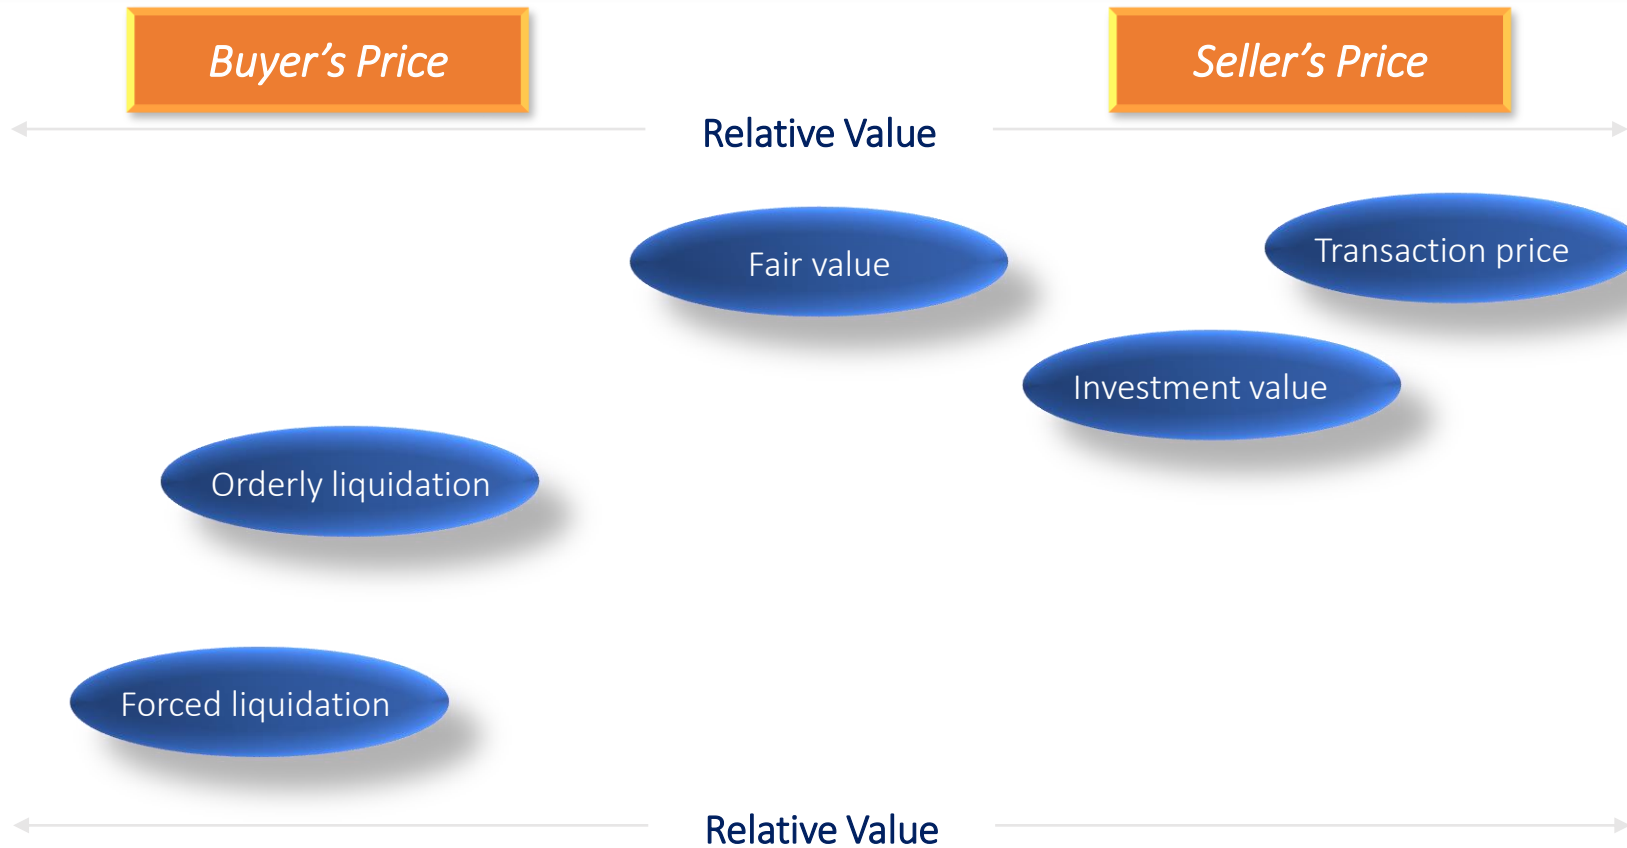 Buyer’s Price
Seller’s Price
Relative Value
Fair value
Transaction price
Investment value
Orderly liquidation
Forced liquidation
Relative Value